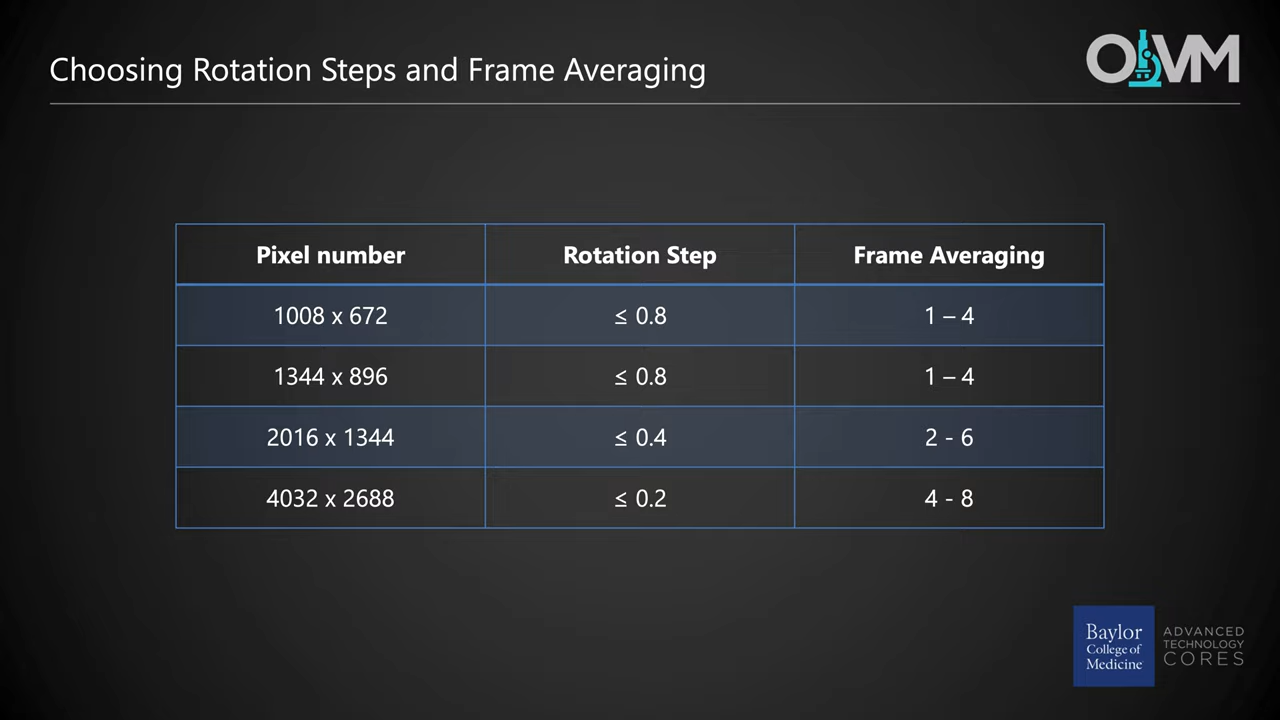 Choosing Rotation Steps and Frame Averaging
OIVM
Pixel number Rotation Step Frame Averaging
1008 x 672 ≤ 0.8 1 – 4
1344 x 896 ≤ 0.8 1 – 4
2016 x 1344 ≤ 0.4 2 - 6
4032 x 2688 ≤ 0.2 4 - 8
Baylor
College of
Medicine
ADVANCED
TECHNOLOGY
CORES